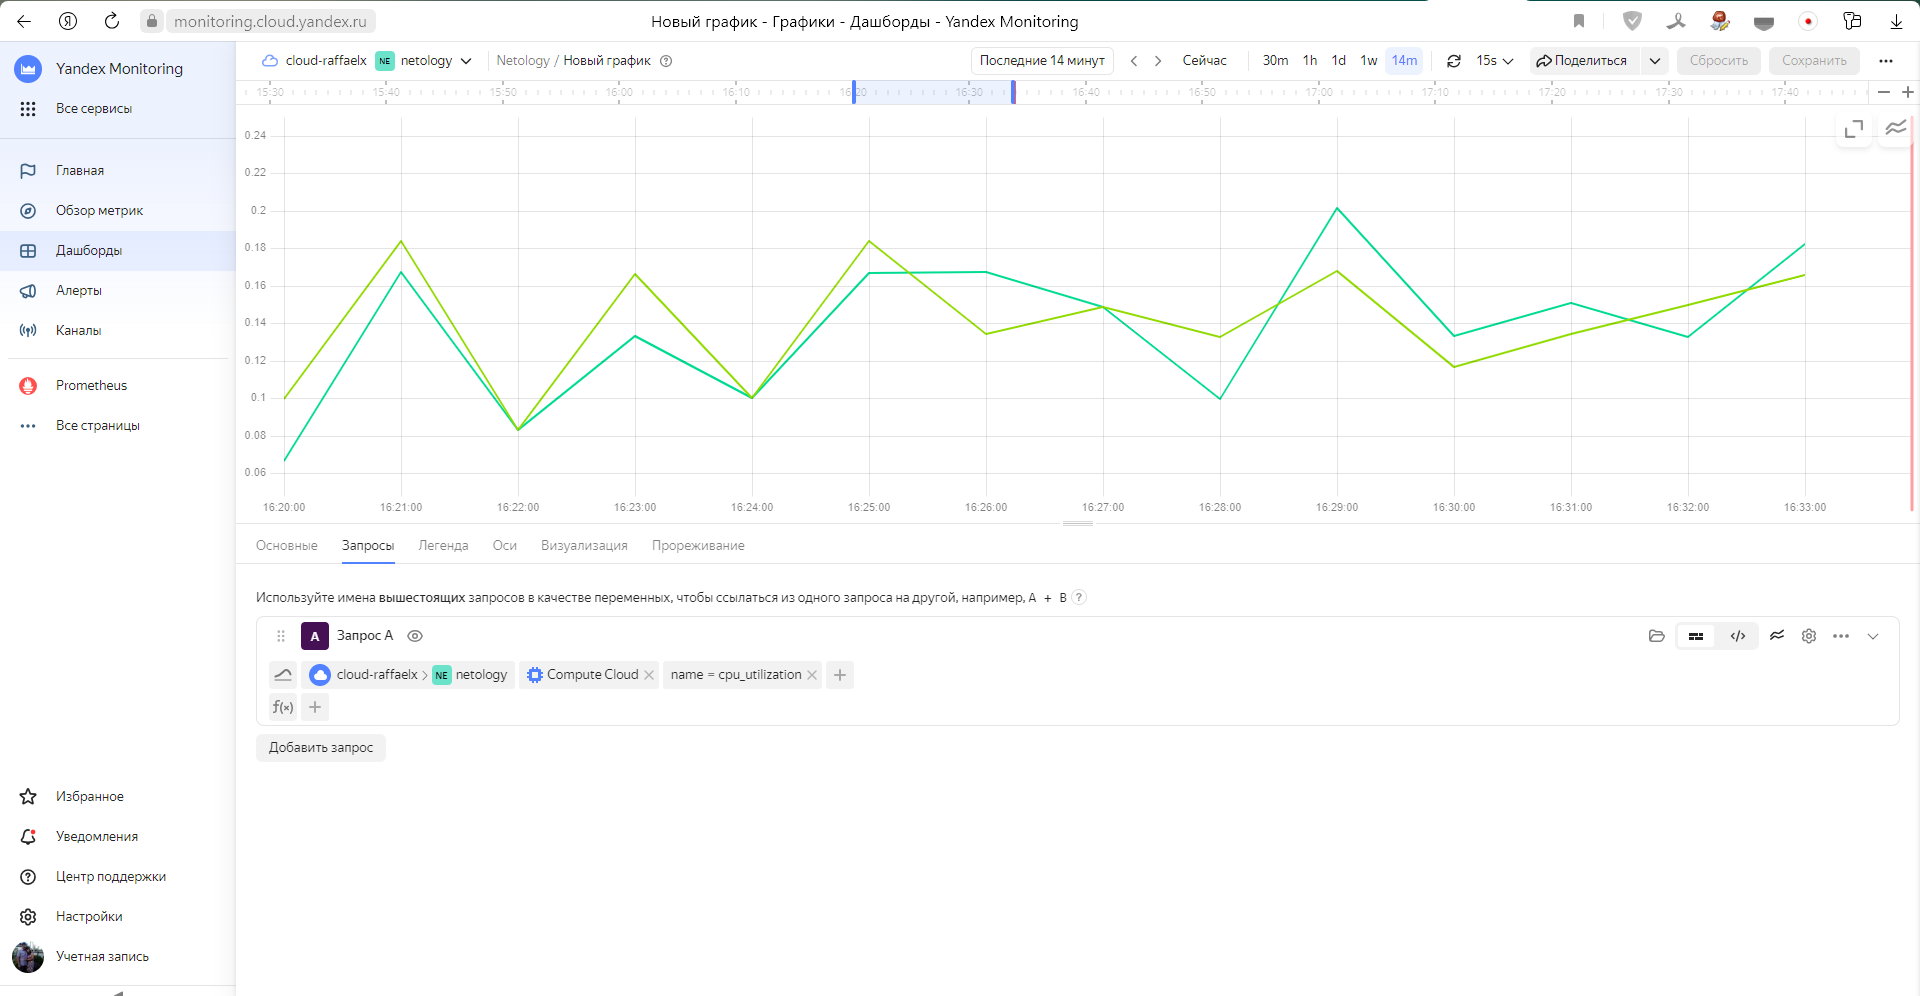 monitoring.cloud.yandex.ru
Новый график - Графики - Дашборды - Yandex Monitoring
Yandex Monitoring
Все сервисы
Главная
Обзор метрик
Дашборды
Алерты
Каналы
Prometheus
Все страницы
Избранное
Уведомления
Центр поддержки
Настройки
Учетная запись
cloud-raffaelx NE netology Netology / Новый график
Последние 14 минут Сейчас 30m 1h 1d 1w 14m 15s Поделиться Сбросить Сохранить
15:30 15:40 15:50 16:00 16:10 16:20 16:30 16:40 16:50 17:00 17:10 17:20 17:30 17:40
0.24
0.22
0.2
0.18
0.16
0.14
0.12
0.1
0.08
0.06
16:20:00 16:21:00 16:22:00 16:23:00 16:24:00 16:25:00 16:26:00 16:27:00 16:28:00 16:29:00 16:30:00 16:31:00 16:32:00 16:33:00
Основные Запросы Легенда Оси Визуализация Прореживание
Используйте имена вышестоящих запросов в качестве переменных, чтобы ссылаться из одного запроса на другой, например, A + B ?
A Запрос A
cloud-raffaelx > NE netology Compute Cloud name = cpu_utilization
f(x)
Добавить запрос